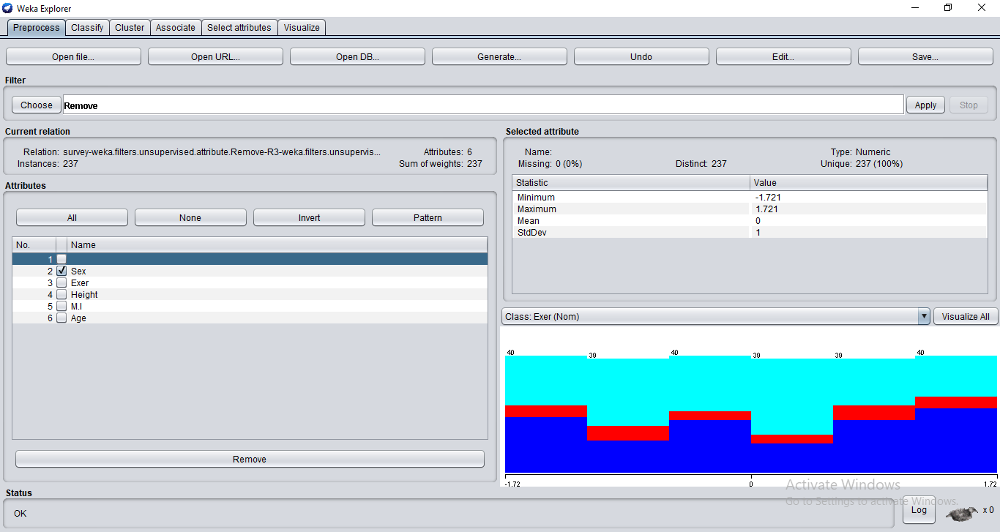 Weka Explorer
Preprocess Classify Cluster Associate Select attributes Visualize
Open file... Open URL... Open DB... Generate... Undo Edit... Save...
Filter
Choose Remove Apply Stop
Current relation
Relation: survey-weka.filters.unsupervised.attribute.Remove-R3-weka.filters.unsupervis... Attributes: 6
Instances: 237 Sum of weights: 237
Selected attribute
Name: Type: Numeric
Missing: 0 (0%) Distinct: 237 Unique: 237 (100%)
Statistic Value
Minimum -1.721
Maximum 1.721
Mean 0
StdDev 1
Attributes
All None Invert Pattern
No. Name
1
2 Sex
3 Exer
4 Height
5 M.I
6 Age
Remove
Class: Exer (Nom) Visualize All
40 39 40 39 39 40
-1.72 0 1.72
Activate Windows
Go to Settings to activate Windows.
Status
OK
Log x 0